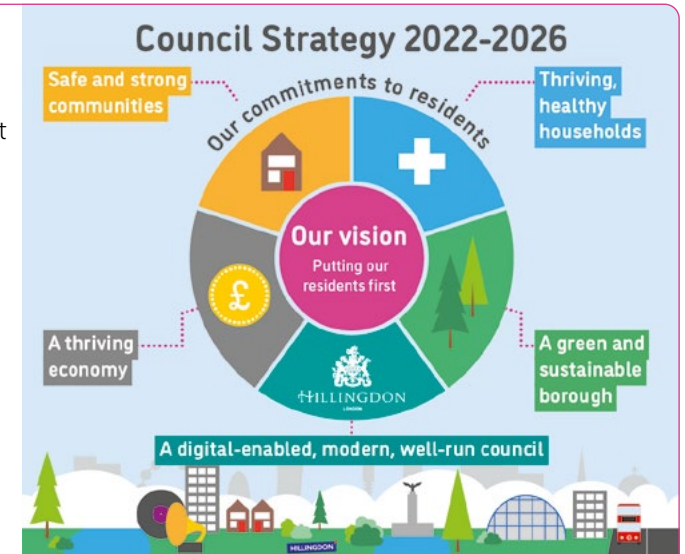 Council Strategy 2022-2026
Safe and strong
communities
Our commitments to residents
Thriving,
healthy
households
t
Our vision
Putting our
residents first
£
A thriving
economy
HILLINGDON
LONDON
A green and
sustainable
borough
A digital-enabled, modern, well-run council
HILLINGDON